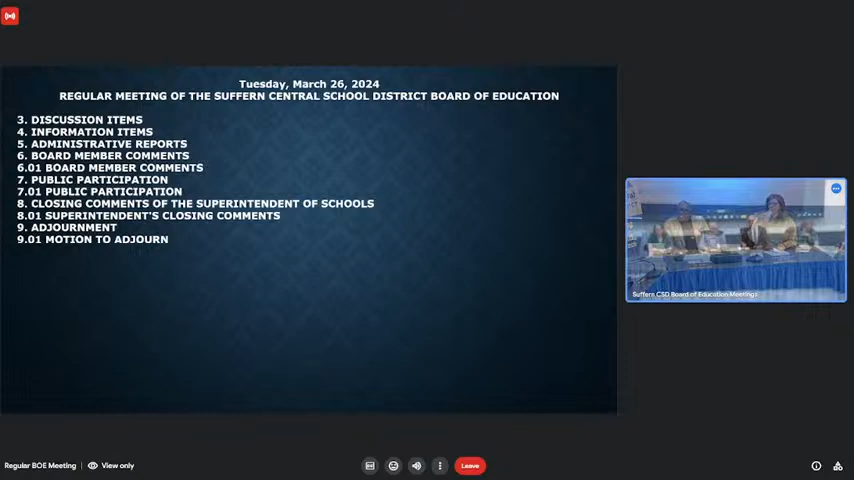 Tuesday, March 26, 2024
REGULAR MEETING OF THE SUFFERN CENTRAL SCHOOL DISTRICT BOARD OF EDUCATION
3. DISCUSSION ITEMS
4. INFORMATION ITEMS
5. ADMINISTRATIVE REPORTS
6. BOARD MEMBER COMMENTS
6.01 BOARD MEMBER COMMENTS
7. PUBLIC PARTICIPATION
7.01 PUBLIC PARTICIPATION
8. CLOSING COMMENTS OF THE SUPERINTENDENT OF SCHOOLS
8.01 SUPERINTENDENT'S CLOSING COMMENTS
9. ADJOURNMENT
9.01 MOTION TO ADJOURN
Suffern CSD Board of Education Meetings
Regular BOE Meeting
View only
Leave